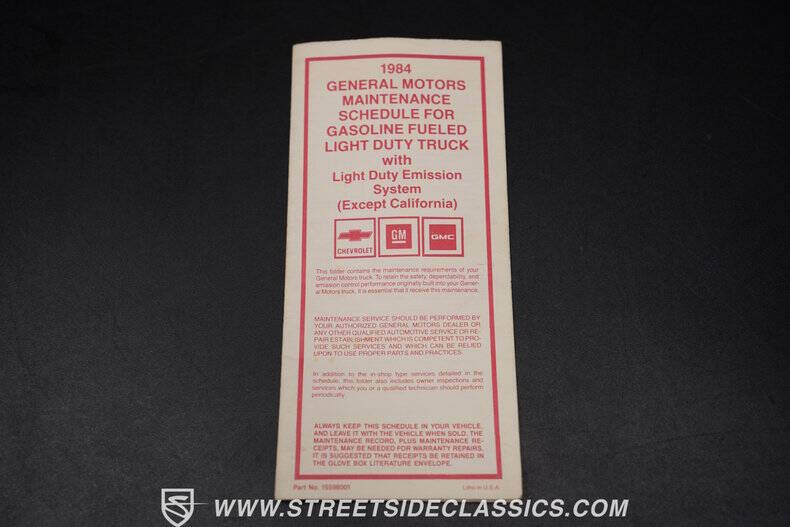 1984
GENERAL MOTORS
MAINTENANCE
SCHEDULE FOR
GASOLINE FUELED
LIGHT DUTY TRUCK
with
Light Duty Emission
System
(Except California)
CHEVROLET GM GMC
This folder contains the maintenance requirements of your
General Motors truck. To retain the safety, dependability, and
emission control performance originally built into your Gener-
al Motors truck, it is essential that it receive this maintenance.
MAINTENANCE SERVICE SHOULD BE PERFORMED BY
YOUR AUTHORIZED GENERAL MOTORS DEALER OR
ANY OTHER QUALIFIED AUTOMOTIVE SERVICE OR RE-
PAIR ESTABLISHMENT WHICH IS COMPETENT TO PRO-
VIDE SUCH SERVICES AND WHICH CAN BE RELIED
UPON TO USE PROPER PARTS AND PRACTICES.
In addition to the in-shop type services detailed in the
schedule, this folder also includes owner inspections and
services which you or a qualified technician should perform
periodically.
ALWAYS KEEP THIS SCHEDULE IN YOUR VEHICLE,
AND LEAVE IT WITH THE VEHICLE WHEN SOLD. THE
MAINTENANCE RECORD, PLUS MAINTENANCE RE-
CEIPTS, MAY BE NEEDED FOR WARRANTY REPAIRS.
IT IS SUGGESTED THAT RECEIPTS BE RETAINED IN
THE GLOVE BOX LITERATURE ENVELOPE.
Part No. 15598001 Litho in U.S.A.
WWW.STREETSIDECLASSICS.COM